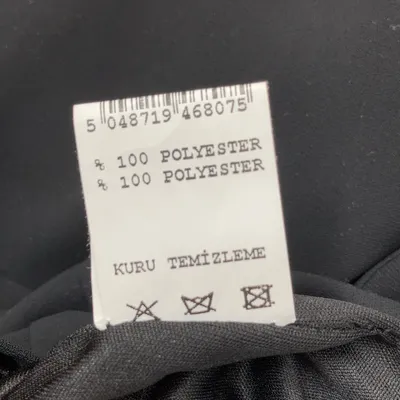 5 048719 468075
% 100 POLYESTER
% 100 POLYESTER
KURU TEMİZLEME